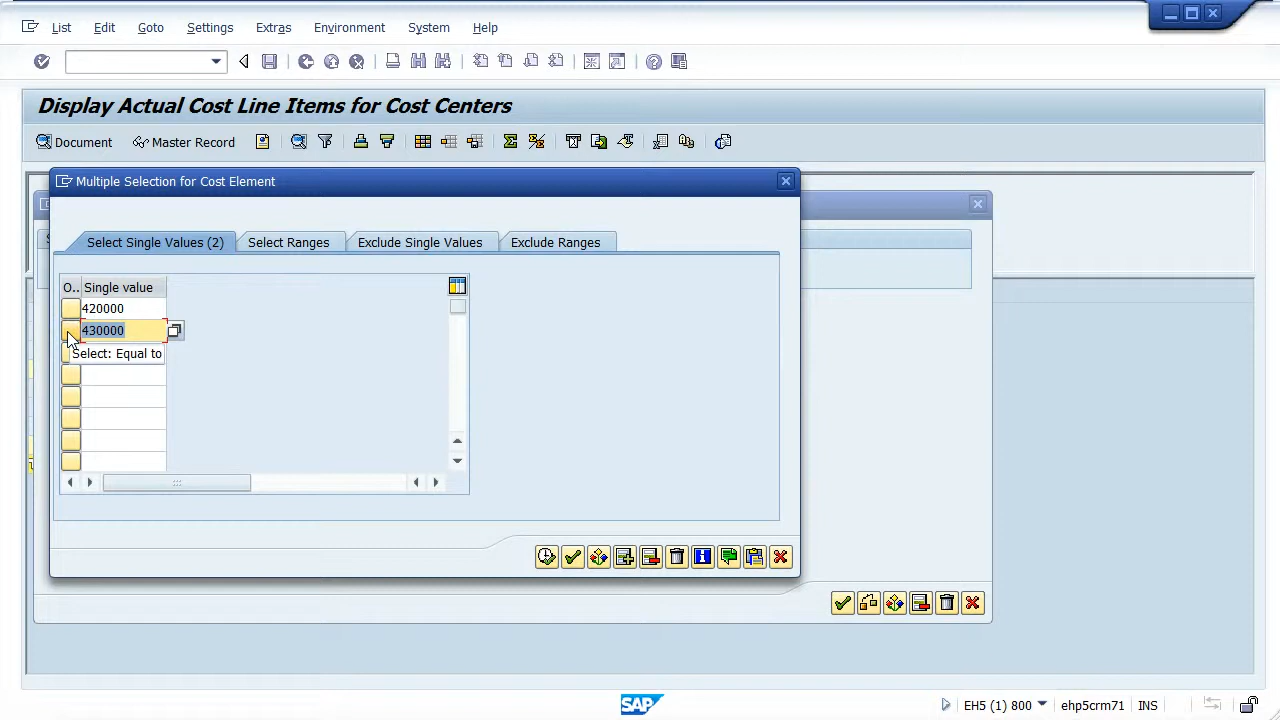 List Edit Goto Settings Extras Environment System Help
Display Actual Cost Line Items for Cost Centers
Document Master Record
Multiple Selection for Cost Element
Select Single Values (2) Select Ranges Exclude Single Values Exclude Ranges
O.. Single value
420000
430000
Select: Equal to
SAP EH5 (1) 800 ehp5crm71 INS